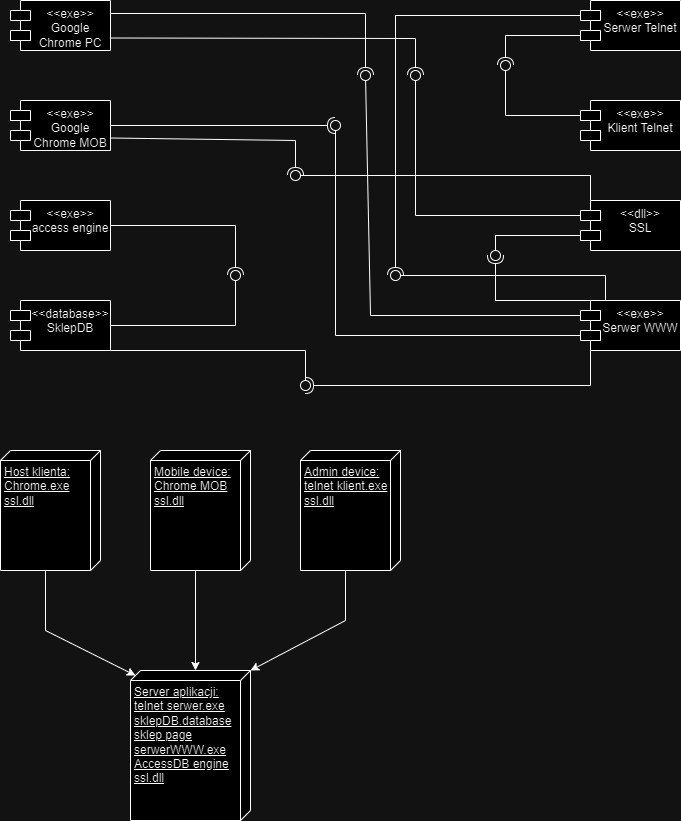 <<exe>>
Google
Chrome PC
<<exe>>
Serwer Telnet
<<exe>>
Google
Chrome MOB
<<exe>>
Klient Telnet
<<exe>>
access engine
<<dll>>
SSL
<<database>>
SklepDB
<<exe>>
Serwer WWW
Host klienta:
Chrome.exe
ssl.dll
Mobile device:
Chrome MOB
ssl.dll
Admin device:
telnet klient.exe
ssl.dll
Server aplikacji:
telnet serwer.exe
sklepDB.database
sklep page
serwerWWW.exe
AccessDB engine
ssl.dll